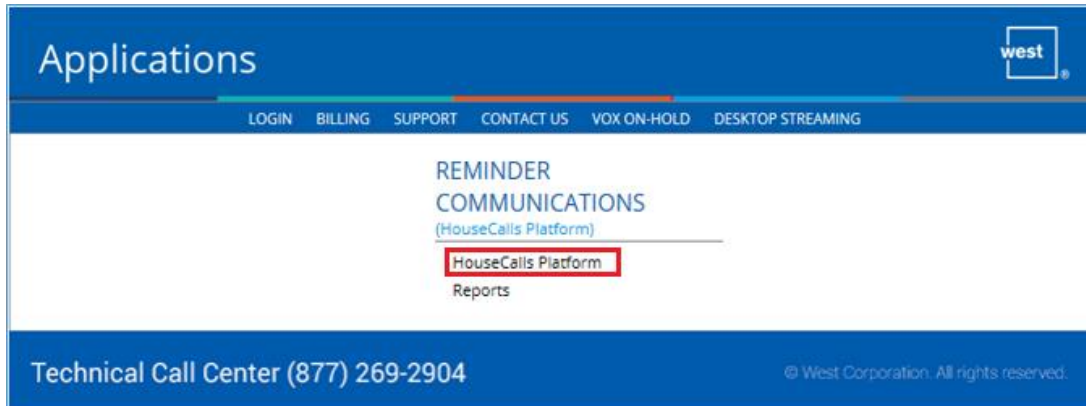 Applications
west
®
LOGIN BILLING SUPPORT CONTACT US VOX ON-HOLD DESKTOP STREAMING
REMINDER
COMMUNICATIONS
(HouseCalls Platform)
HouseCalls Platform
Reports
Technical Call Center (877) 269-2904
© West Corporation. All rights reserved.